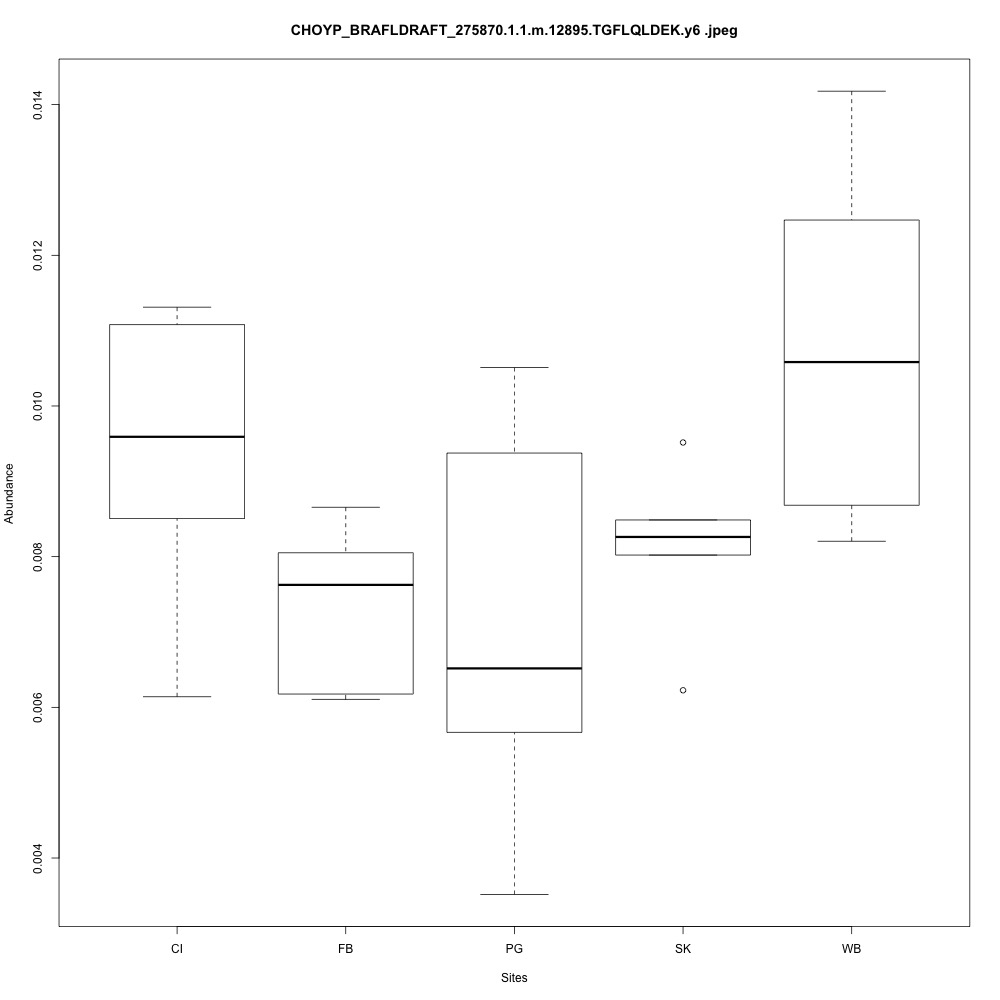 CHOYP_BRAFLDRAFT_275870.1.1.m.12895.TGFLQLDEK.y6 .jpeg
0.014
0.012
0.010
0.008
0.006
0.004
Abundance
CI FB PG SK WB
Sites